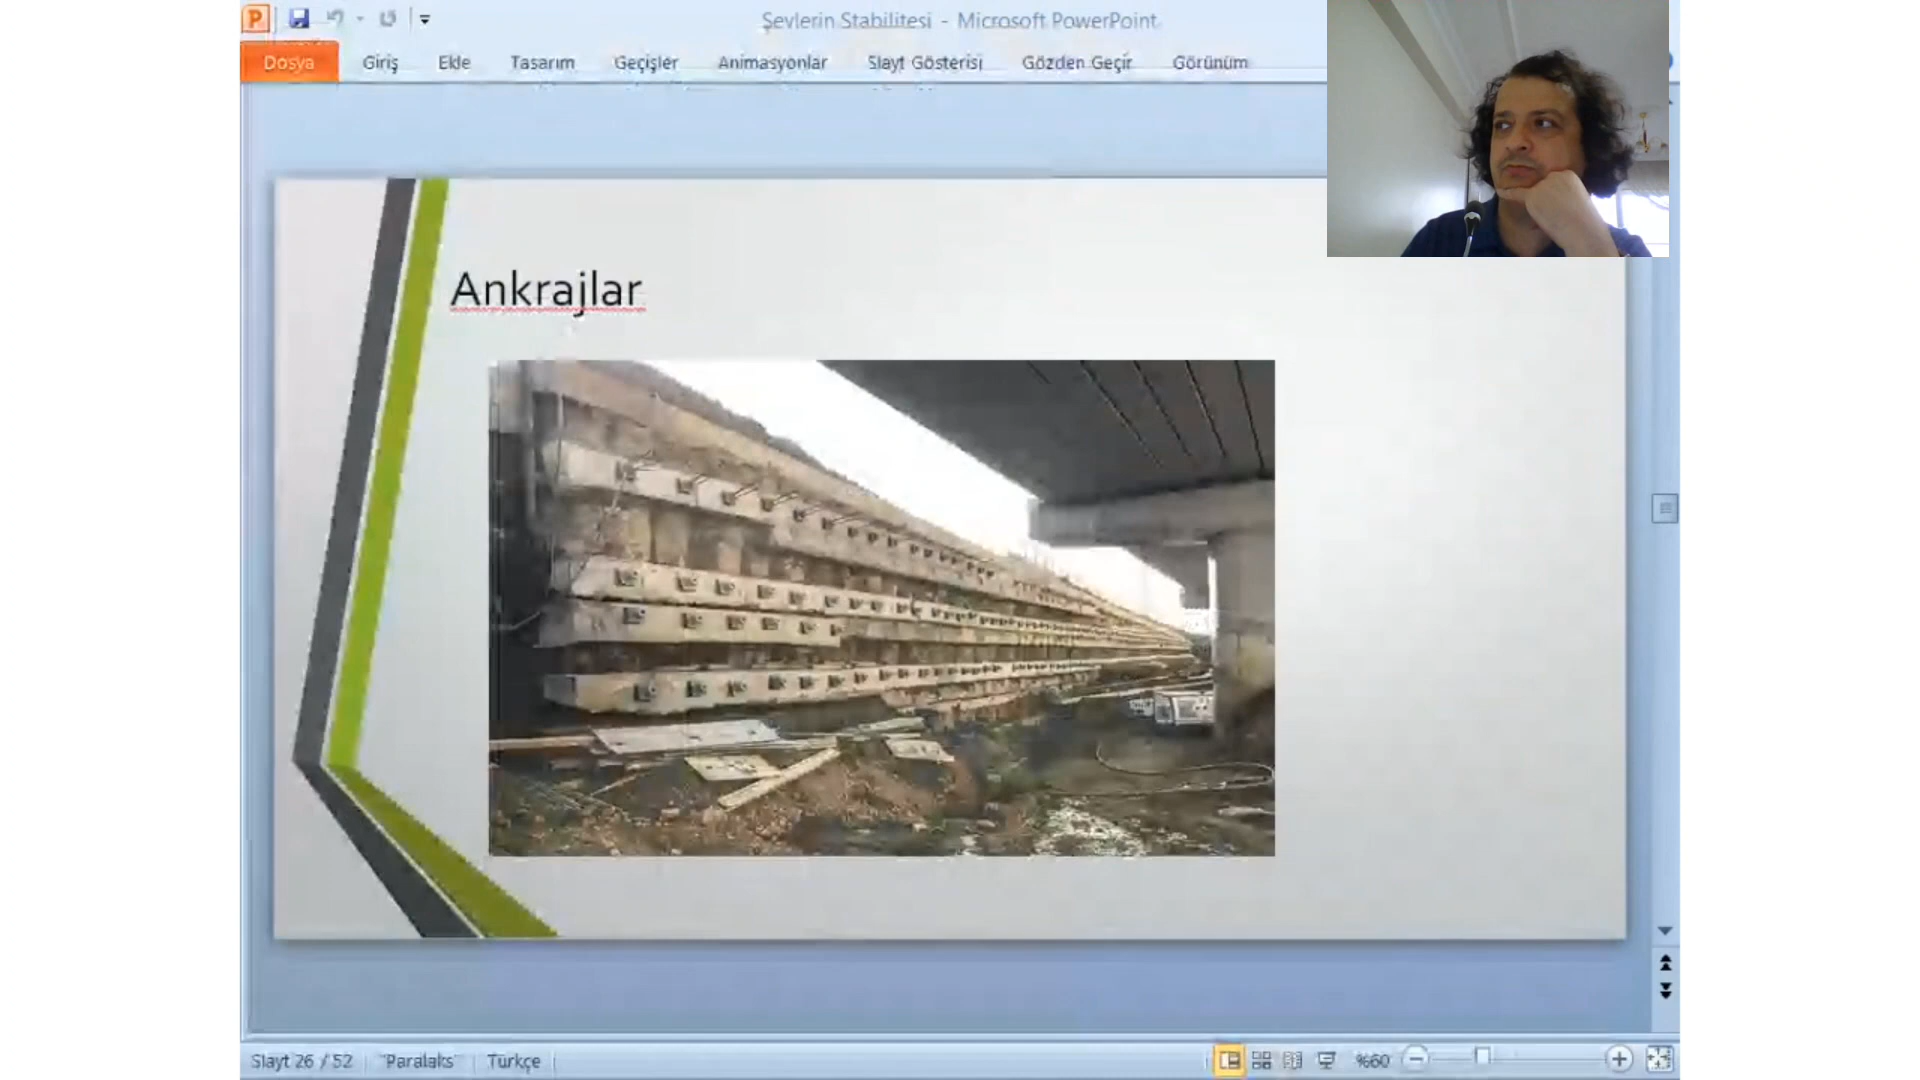 Şevlerin Stabilitesi - Microsoft PowerPoint
Dosya Giriş Ekle Tasarım Geçişler Animasyonlar Slayt Gösterisi Gözden Geçir Görünüm
Ankrajlar
Slayt 26 / 52 "Paralaks" Türkçe %60